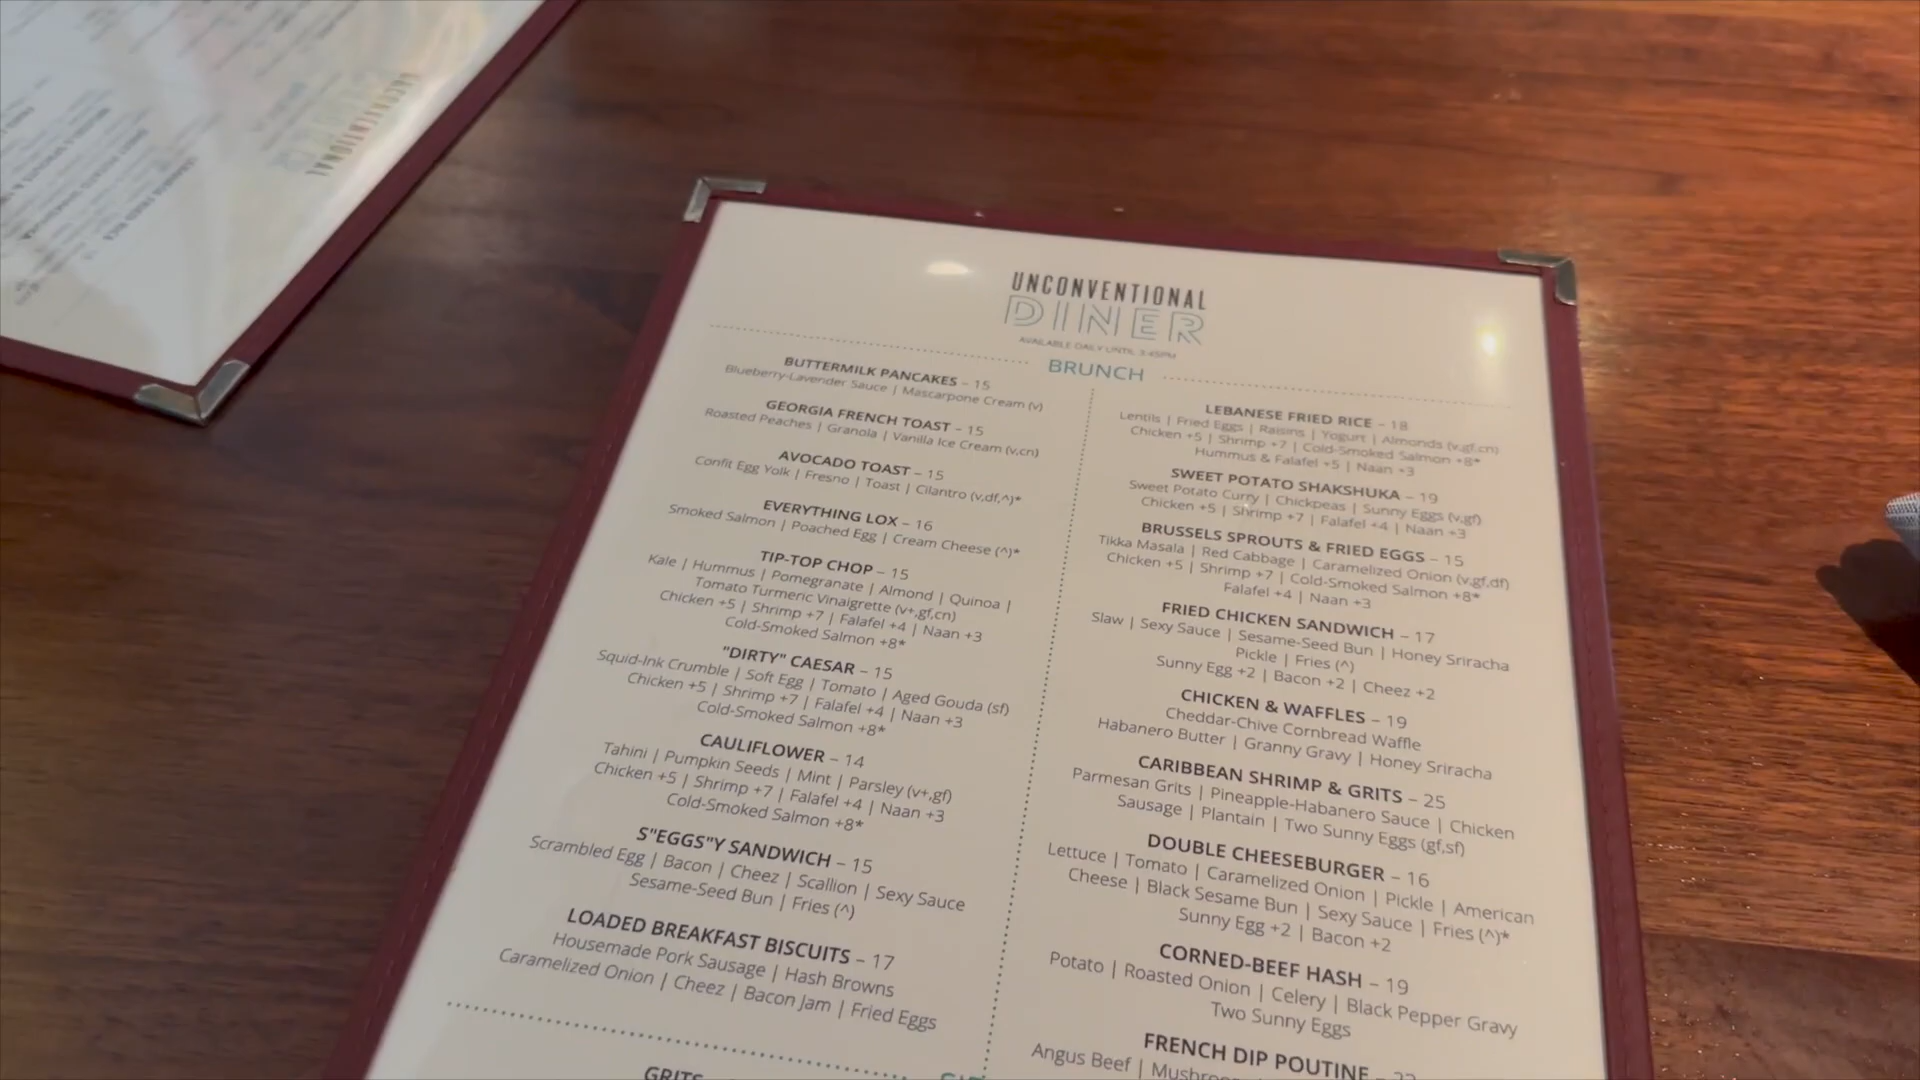 UNCONVENTIONAL
DINER
AVAILABLE DAILY UNTIL 3:45PM
BRUNCH
BUTTERMILK PANCAKES – 15
Blueberry-Lavender Sauce | Mascarpone Cream (v)
GEORGIA FRENCH TOAST – 15
Roasted Peaches | Granola | Vanilla Ice Cream (v,cn)
AVOCADO TOAST – 15
Confit Egg Yolk | Fresno | Toast | Cilantro (v,df,^)*
EVERYTHING LOX – 16
Smoked Salmon | Poached Egg | Cream Cheese (^)*
TIP-TOP CHOP – 15
Kale | Hummus | Pomegranate | Almond | Quinoa |
Tomato Turmeric Vinaigrette (v+,gf,cn)
Chicken +5 | Shrimp +7 | Falafel +4 | Naan +3
Cold-Smoked Salmon +8*
"DIRTY" CAESAR – 15
Squid-Ink Crumble | Soft Egg | Tomato | Aged Gouda (sf)
Chicken +5 | Shrimp +7 | Falafel +4 | Naan +3
Cold-Smoked Salmon +8*
CAULIFLOWER – 14
Tahini | Pumpkin Seeds | Mint | Parsley (v+,gf)
Chicken +5 | Shrimp +7 | Falafel +4 | Naan +3
Cold-Smoked Salmon +8*
S"EGGS"Y SANDWICH – 15
Scrambled Egg | Bacon | Cheez | Scallion | Sexy Sauce
Sesame-Seed Bun | Fries (^)
LOADED BREAKFAST BISCUITS – 17
Housemade Pork Sausage | Hash Browns
Caramelized Onion | Cheez | Bacon Jam | Fried Eggs
GRITS
LEBANESE FRIED RICE – 18
Lentils | Fried Eggs | Raisins | Yogurt | Almonds (v,gf,cn)
Chicken +5 | Shrimp +7 | Cold-Smoked Salmon +8*
Hummus & Falafel +5 | Naan +3
SWEET POTATO SHAKSHUKA – 19
Sweet Potato Curry | Chickpeas | Sunny Eggs (v,gf)
Chicken +5 | Shrimp +7 | Falafel +4 | Naan +3
BRUSSELS SPROUTS & FRIED EGGS – 15
Tikka Masala | Red Cabbage | Caramelized Onion (v,gf,df)
Chicken +5 | Shrimp +7 | Cold-Smoked Salmon +8*
Falafel +4 | Naan +3
FRIED CHICKEN SANDWICH – 17
Slaw | Sexy Sauce | Sesame-Seed Bun | Honey Sriracha
Pickle | Fries (^)
Sunny Egg +2 | Bacon +2 | Cheez +2
CHICKEN & WAFFLES – 19
Cheddar-Chive Cornbread Waffle
Habanero Butter | Granny Gravy | Honey Sriracha
CARIBBEAN SHRIMP & GRITS – 25
Parmesan Grits | Pineapple-Habanero Sauce | Chicken
Sausage | Plantain | Two Sunny Eggs (gf,sf)
DOUBLE CHEESEBURGER – 16
Lettuce | Tomato | Caramelized Onion | Pickle | American
Cheese | Black Sesame Bun | Sexy Sauce | Fries (^)*
Sunny Egg +2 | Bacon +2
CORNED-BEEF HASH – 19
Potato | Roasted Onion | Celery | Black Pepper Gravy
Two Sunny Eggs
FRENCH DIP POUTINE –
Angus Beef |
UNCONVENTIONAL